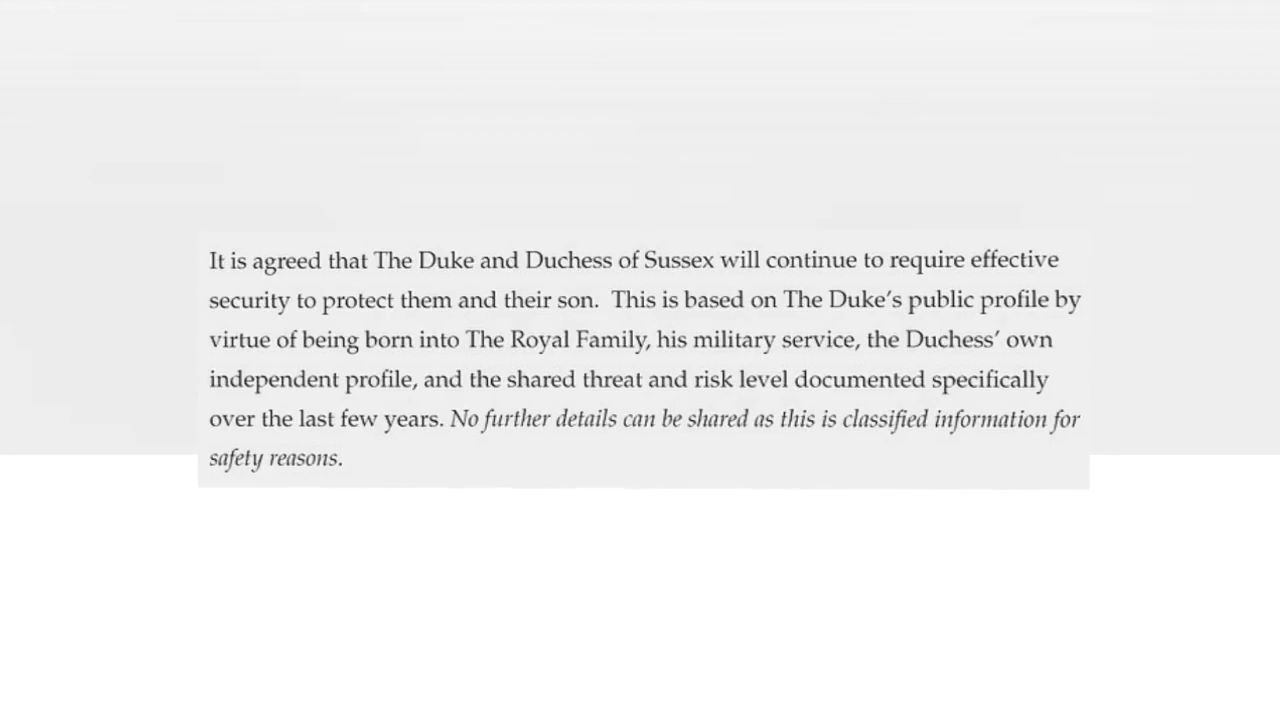 It is agreed that The Duke and Duchess of Sussex will continue to require effective
security to protect them and their son.  This is based on The Duke’s public profile by
virtue of being born into The Royal Family, his military service, the Duchess’ own
independent profile, and the shared threat and risk level documented specifically
over the last few years. No further details can be shared as this is classified information for
safety reasons.